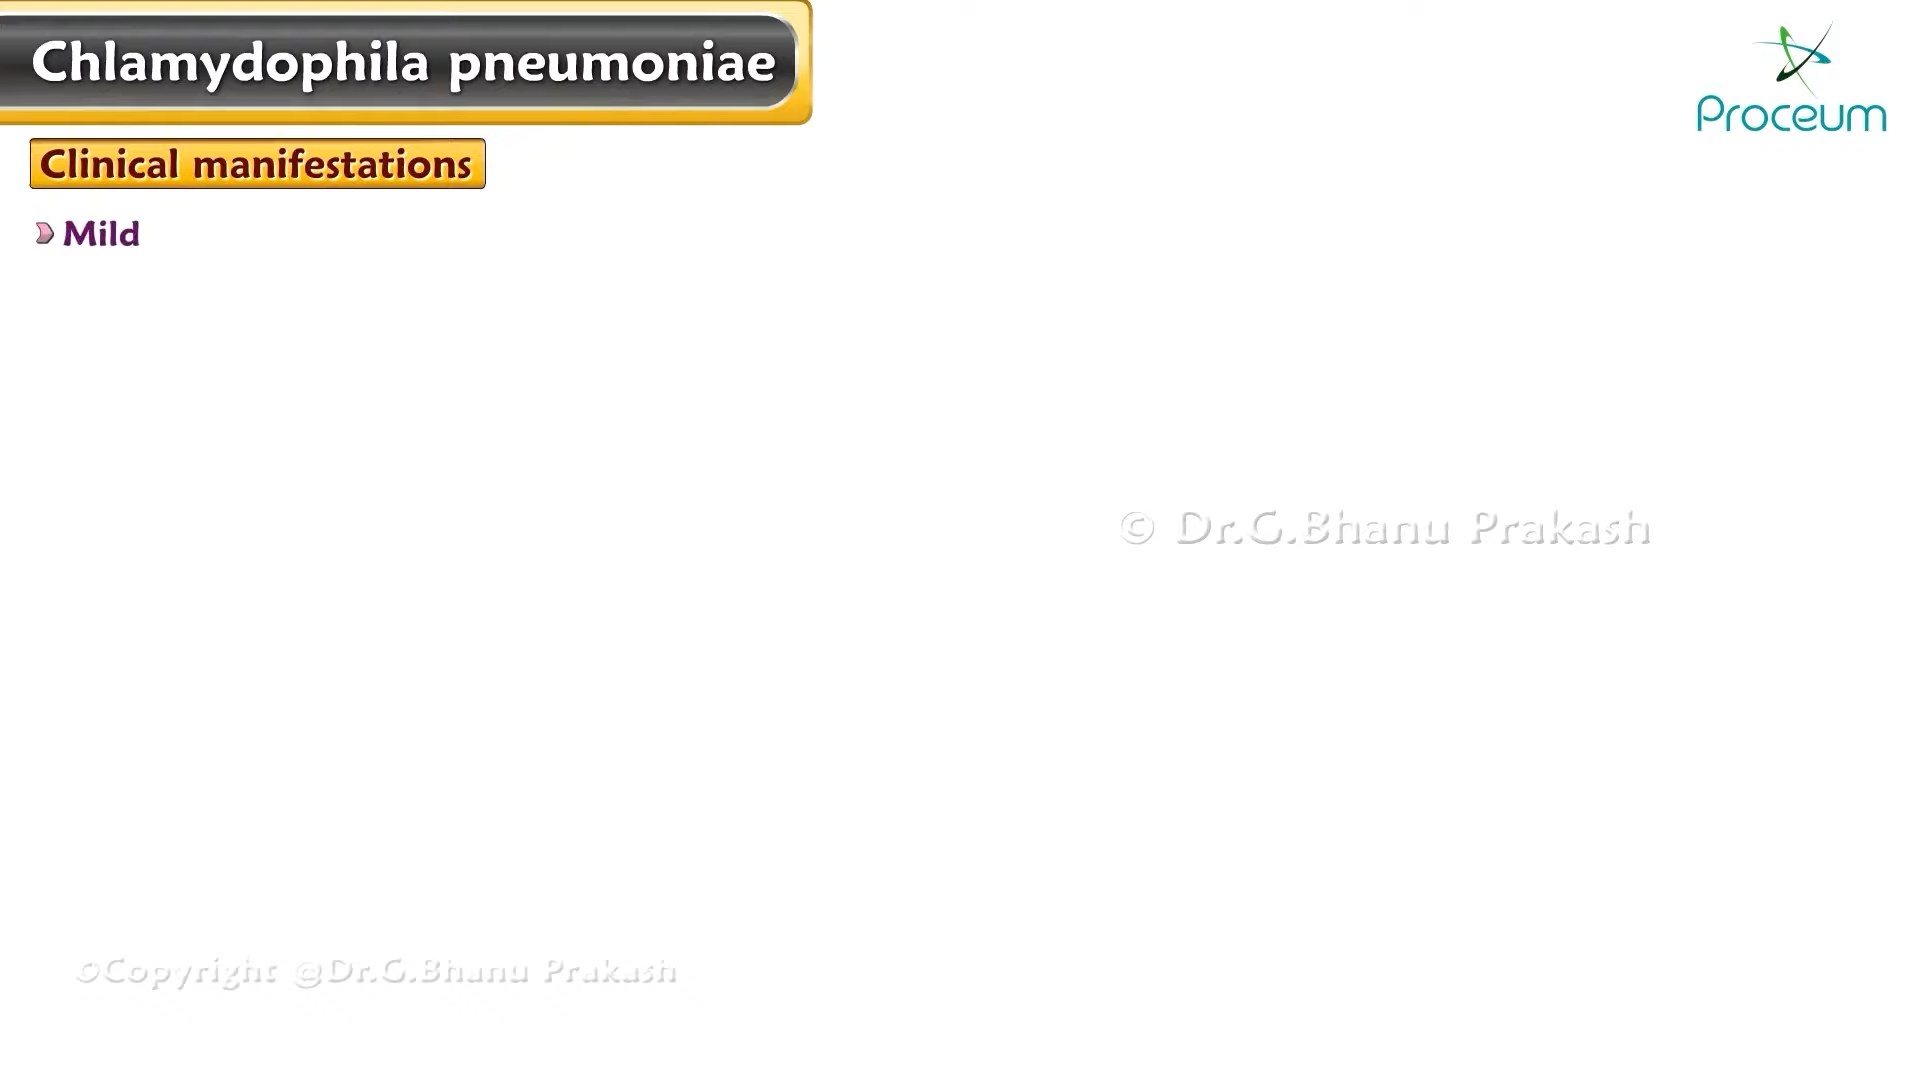 Chlamydophila pneumoniae
Proceum
Clinical manifestations
Mild
© Dr.G.Bhanu Prakash
©Copyright @Dr.G.Bhanu Prakash